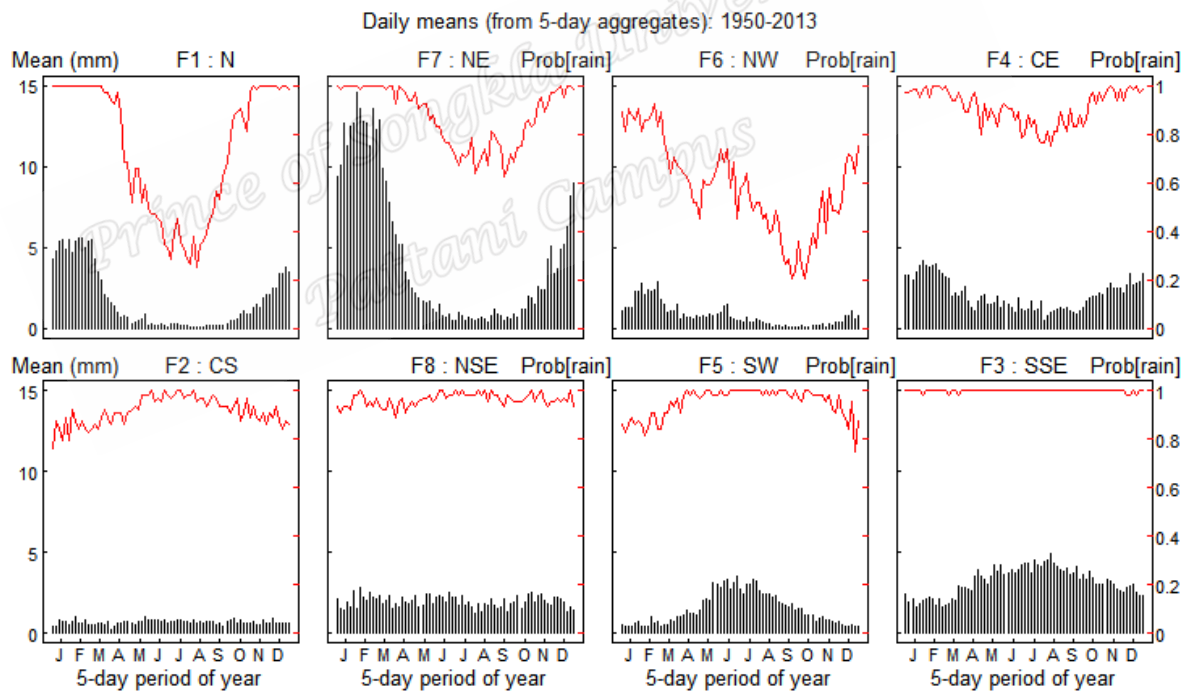 Daily means (from 5-day aggregates): 1950-2013
Mean (mm) F1 : N F7 : NE Prob[rain] F6 : NW Prob[rain] F4 : CE Prob[rain]
15 1
10 0.8
0.6
5 0.4
0.2
0 0
Mean (mm) F2 : CS F8 : NSE Prob[rain] F5 : SW Prob[rain] F3 : SSE Prob[rain]
15 1
10 0.8
0.6
5 0.4
0.2
0 0
J F M A M J J A S O N D J F M A M J J A S O N D J F M A M J J A S O N D J F M A M J J A S O N D
5-day period of year 5-day period of year 5-day period of year 5-day period of year
Prince of Songkla Univer
Pattani Campus